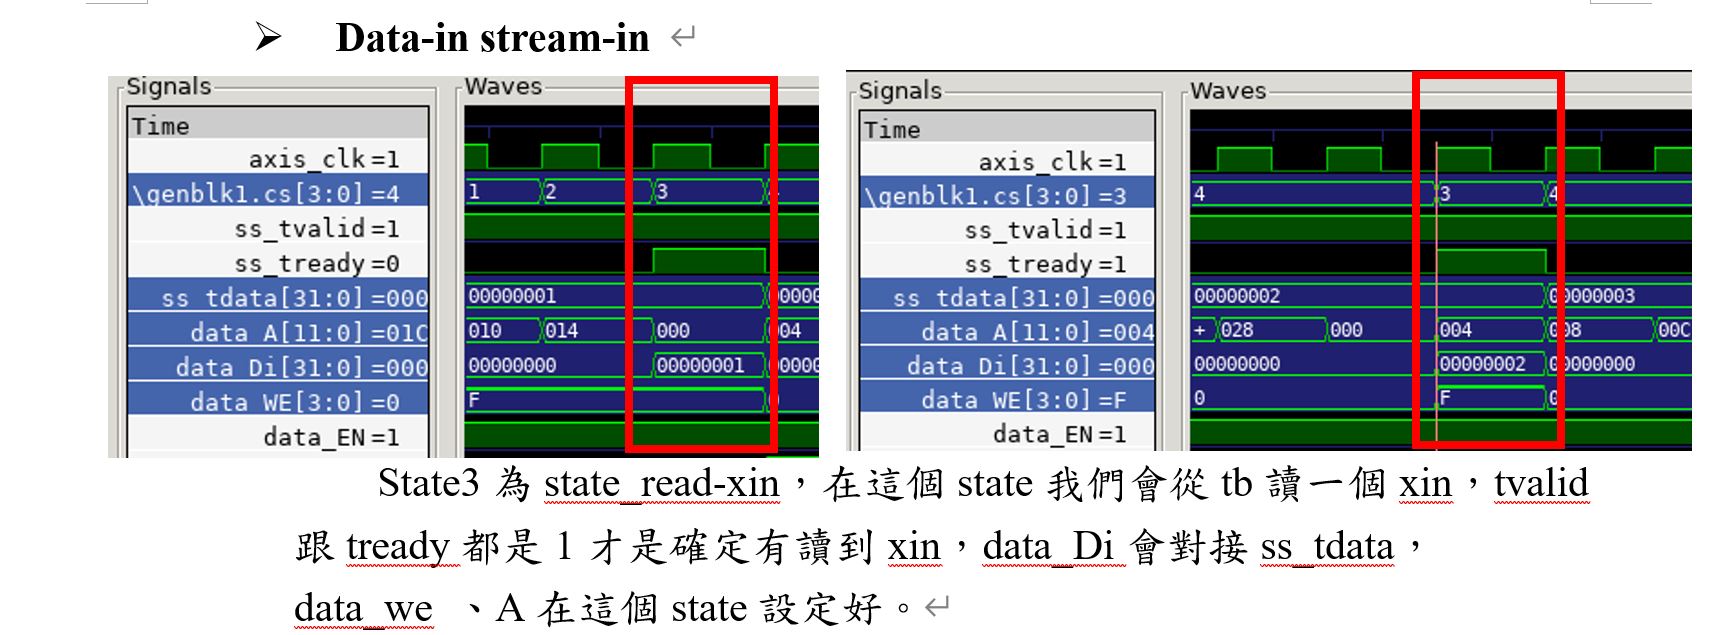 ➢ Data-in stream-in ↵
Signals
Time
axis_clk =1
\genblk1.cs[3:0] =4
ss_tvalid =1
ss_tready =0
ss_tdata[31:0] =000
data_A[11:0] =01C
data_Di[31:0] =000
data_WE[3:0] =0
data_EN =1
Waves
1 2 3
00000001 0000
010 014 000 004
00000000 00000001 0000
F
Signals
Time
axis_clk =1
\genblk1.cs[3:0] =3
ss_tvalid =1
ss_tready =1
ss_tdata[31:0] =000
data_A[11:0] =004
data_Di[31:0] =000
data_WE[3:0] =F
data_EN =1
Waves
4 3 4
00000002 00000003
+ 028 000 004 008 00C
00000000 00000002 00000000
0 F 0
State3 為 state_read-xin，在這個 state 我們會從 tb 讀一個 xin，tvalid
跟 tready 都是 1 才是確定有讀到 xin，data_Di 會對接 ss_tdata，
data_we 、A 在這個 state 設定好。↵